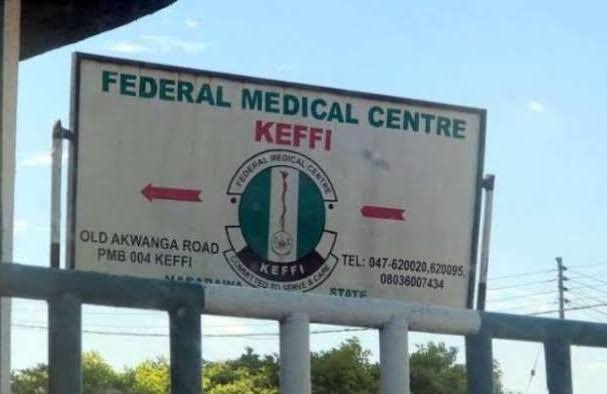 FEDERAL MEDICAL CENTRE
KEFFI
FEDERAL MEDICAL CENTRE
KEFFI
COMMITTED TO SERVE & CARE
OLD AKWANGA ROAD
PMB 004 KEFFI
TEL: 047-620020,620095,
08036007434
NASARAWA STATE